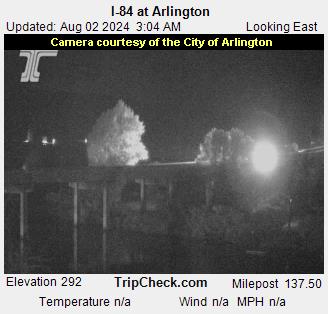 I-84 at Arlington
Updated: Aug 02 2024 3:04 AM Looking East
Camera courtesy of the City of Arlington
Elevation 292 TripCheck.com Milepost 137.50
Temperature n/a Wind n/a MPH n/a